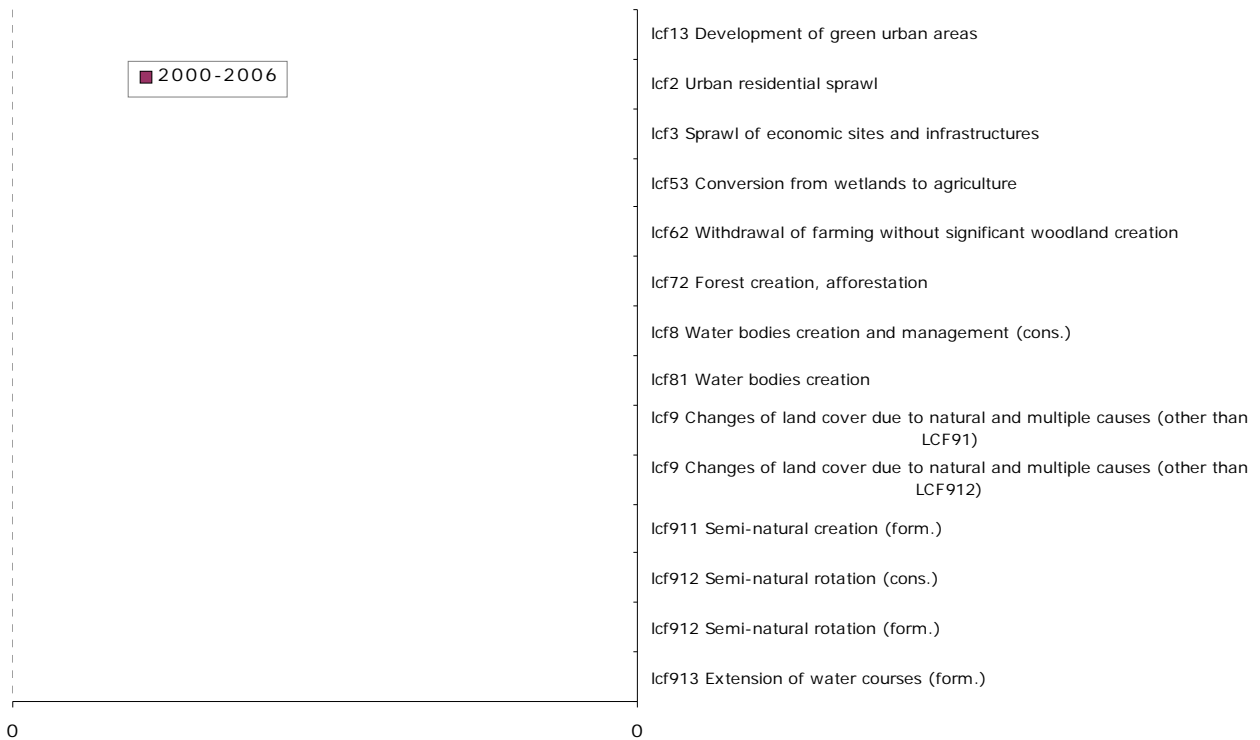 lcf13 Development of green urban areas
2000-2006
lcf2 Urban residential sprawl
lcf3 Sprawl of economic sites and infrastructures
lcf53 Conversion from wetlands to agriculture
lcf62 Withdrawal of farming without significant woodland creation
lcf72 Forest creation, afforestation
lcf8 Water bodies creation and management (cons.)
lcf81 Water bodies creation
lcf9 Changes of land cover due to natural and multiple causes (other than
LCF91)
lcf9 Changes of land cover due to natural and multiple causes (other than
LCF912)
lcf911 Semi-natural creation (form.)
lcf912 Semi-natural rotation (cons.)
lcf912 Semi-natural rotation (form.)
lcf913 Extension of water courses (form.)
0 0